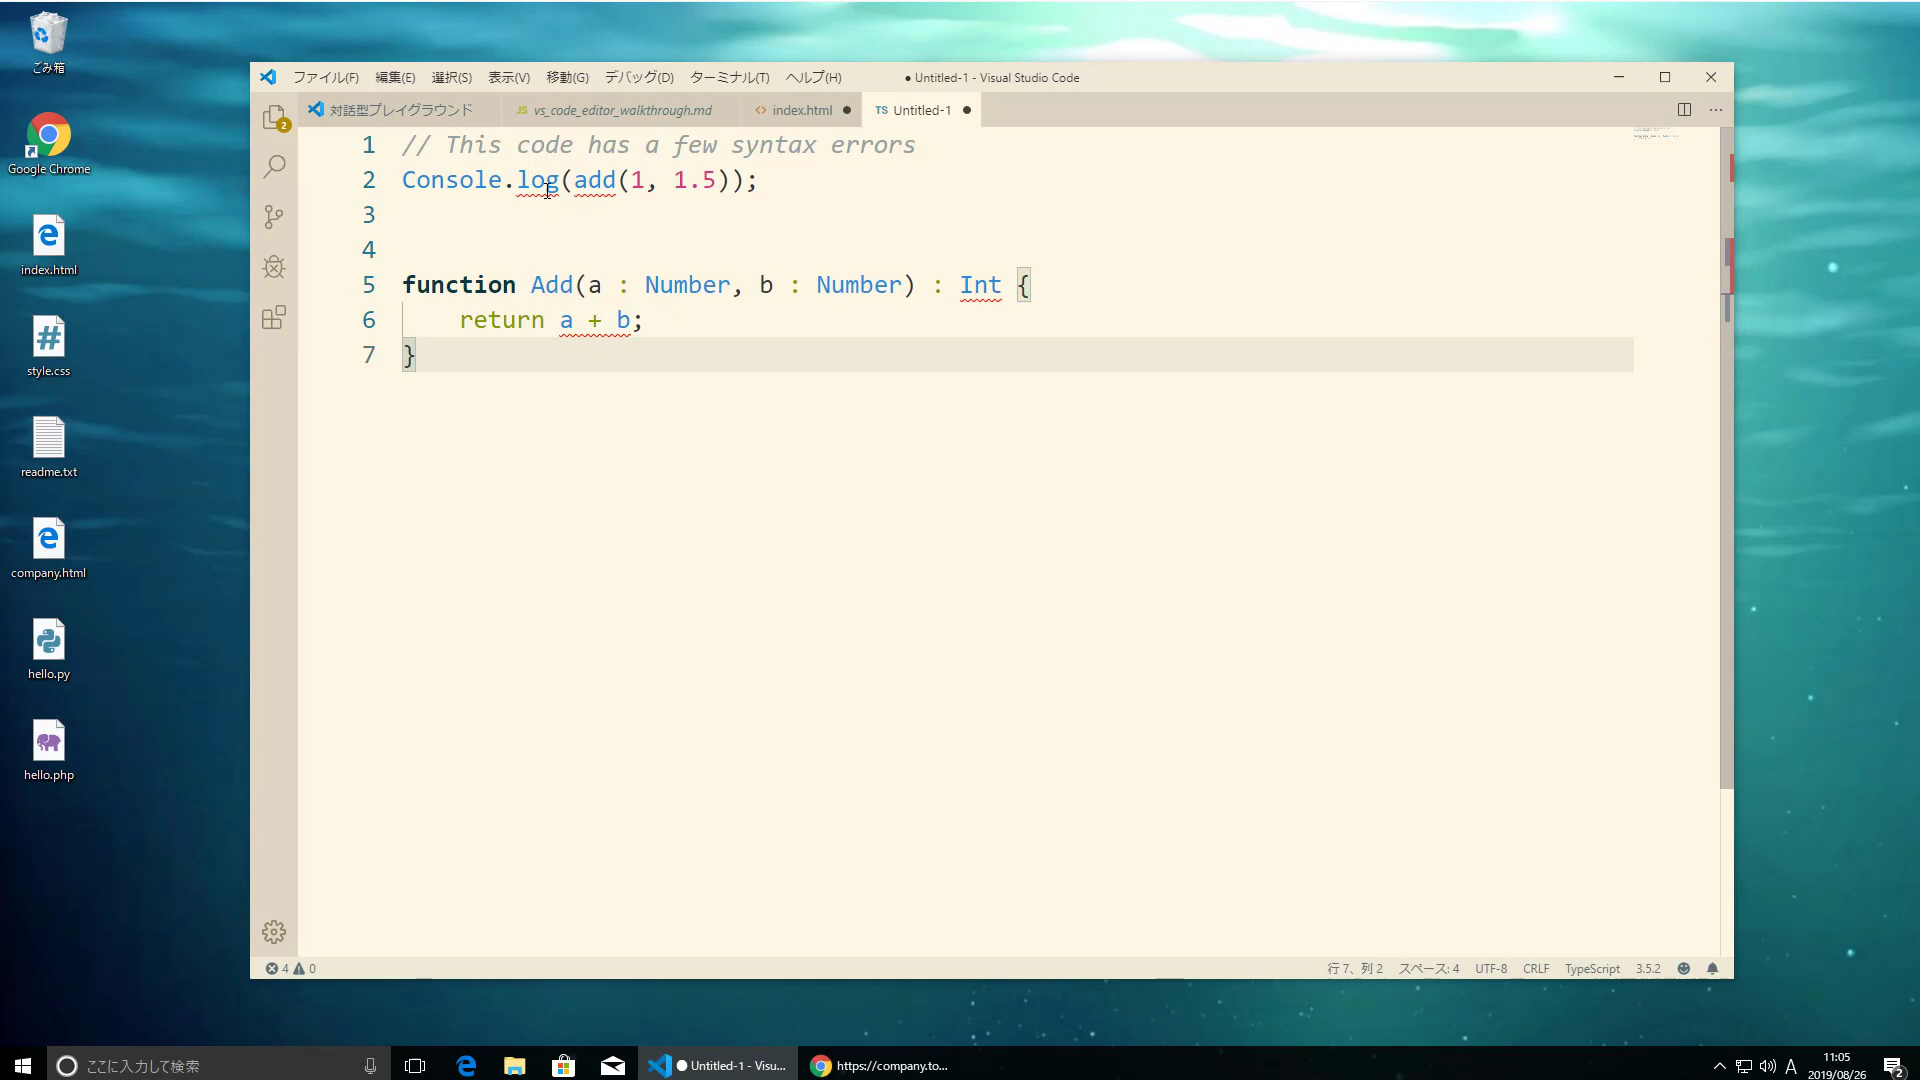 ごみ箱
Google Chrome
index.html
style.css
readme.txt
company.html
hello.py
hello.php
ファイル(F) 編集(E) 選択(S) 表示(V) 移動(G) デバッグ(D) ターミナル(T) ヘルプ(H) ● Untitled-1 - Visual Studio Code
対話型プレイグラウンド JS vs_code_editor_walkthrough.md <> index.html ● TS Untitled-1 ●
2
1 // This code has a few syntax errors
2 Console.log(add(1, 1.5));
3
4
5 function Add(a : Number, b : Number) : Int {
6 return a + b;
7 }
4 0 行 7、列 2 スペース: 4 UTF-8 CRLF TypeScript 3.5.2
ここに入力して検索 ● Untitled-1 - Visu... https://company.to... A 11:05
2019/08/26 2